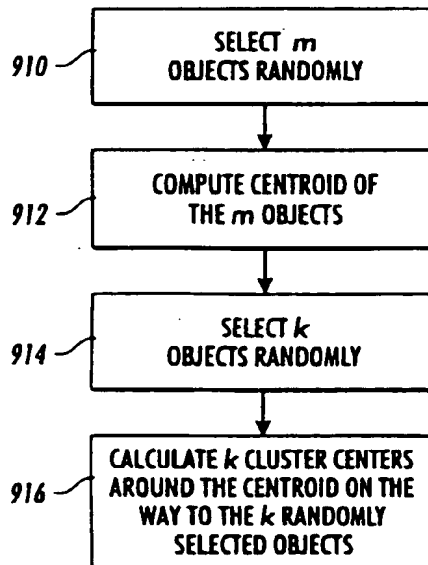 910
SELECT m
OBJECTS RANDOMLY
912
COMPUTE CENTROID OF
THE m OBJECTS
914
SELECT k
OBJECTS RANDOMLY
916
CALCULATE k CLUSTER CENTERS
AROUND THE CENTROID ON THE
WAY TO THE k RANDOMLY
SELECTED OBJECTS